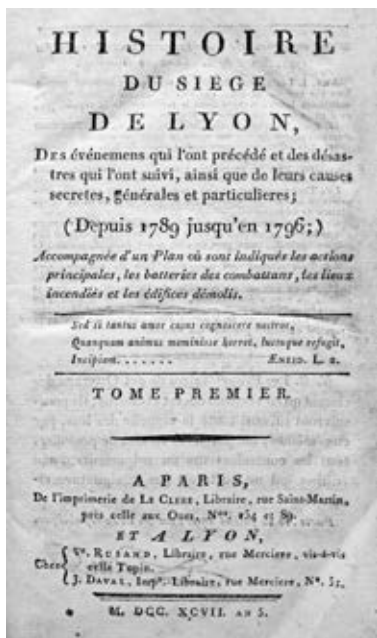 HISTOIRE
DU SIEGE
DE LYON,
Des événemens qui l'ont précédé et des désas-
tres qui l'ont suivi, ainsi que de leurs causes
secretes, générales et particulieres;
(Depuis 1789 jusqu'en 1796;)
Accompagnée d'un Plan où sont indiqués les actions
principales, les batteries des combattans, les lieux
incendiés et les édifices démolis.
Sed si tantus amor casus cognoscere nostros,
Quanquam animus meminisse horret, luctuque refugit,
Incipiam....... ÆNEID. L. 2.
TOME PREMIER.
A PARIS,
De l'imprimerie de LE CLERE, Libraire, rue Saint-Martin,
près celle aux Ours, Nos. 154 et 89.
ET A LYON,
Chez { Ve. RUSAND, Libraire, rue Merciere, vis-à-vis
celle Tupin.
J. DAVAL, Impr. Libraire, rue Merciere, No.
M. DCC. XCVII. AN 5.